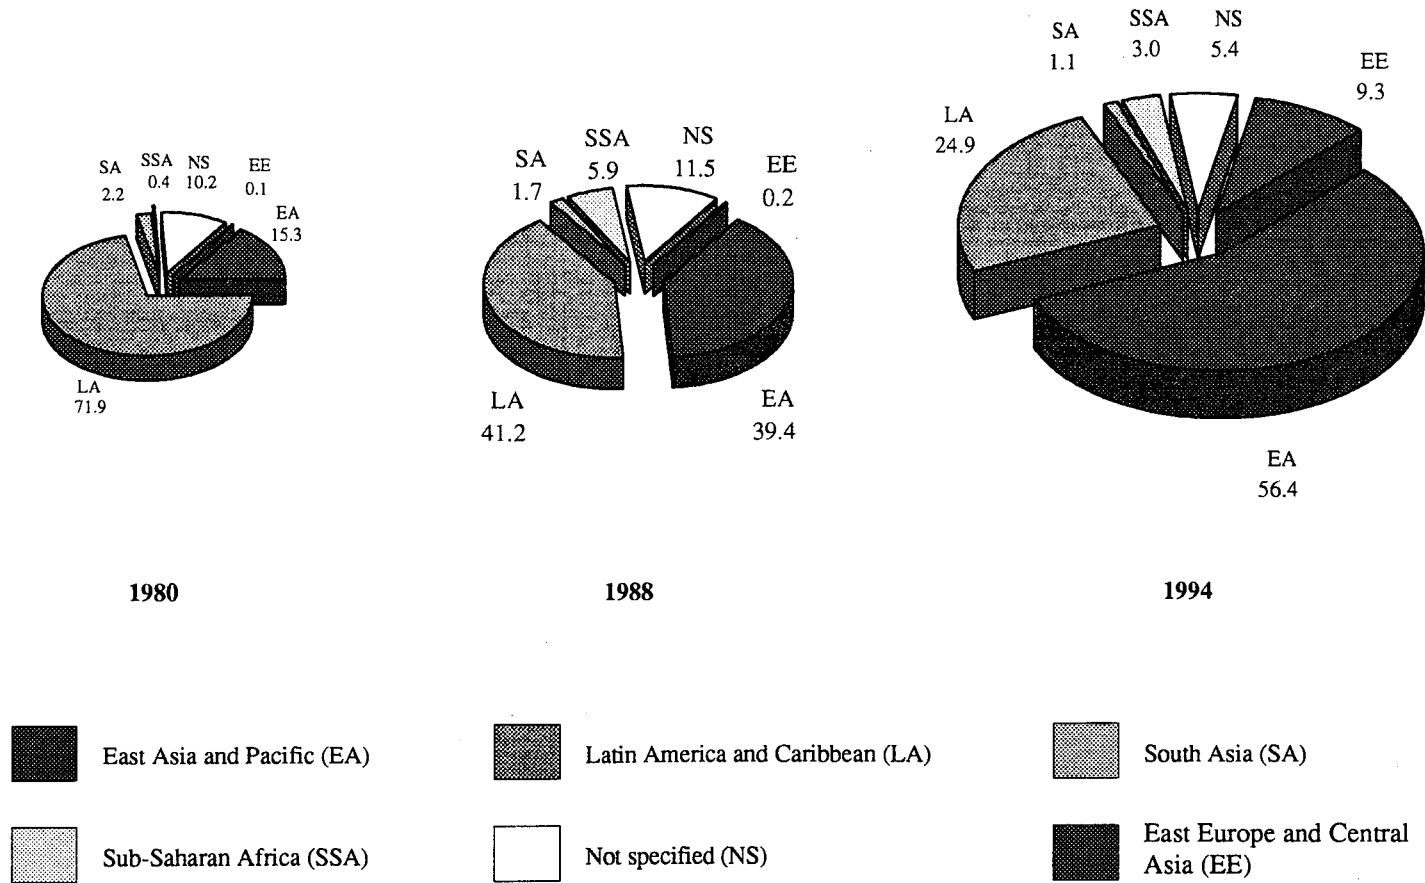 SA
2.2
SSA
0.4
NS
10.2
EE
0.1
EA
15.3
LA
71.9
SA
1.7
SSA
5.9
NS
11.5
EE
0.2
LA
41.2
EA
39.4
SA
1.1
SSA
3.0
NS
5.4
EE
9.3
LA
24.9
EA
56.4
1980
1988
1994
East Asia and Pacific (EA)
Latin America and Caribbean (LA)
South Asia (SA)
Sub-Saharan Africa (SSA)
Not specified (NS)
East Europe and Central
Asia (EE)